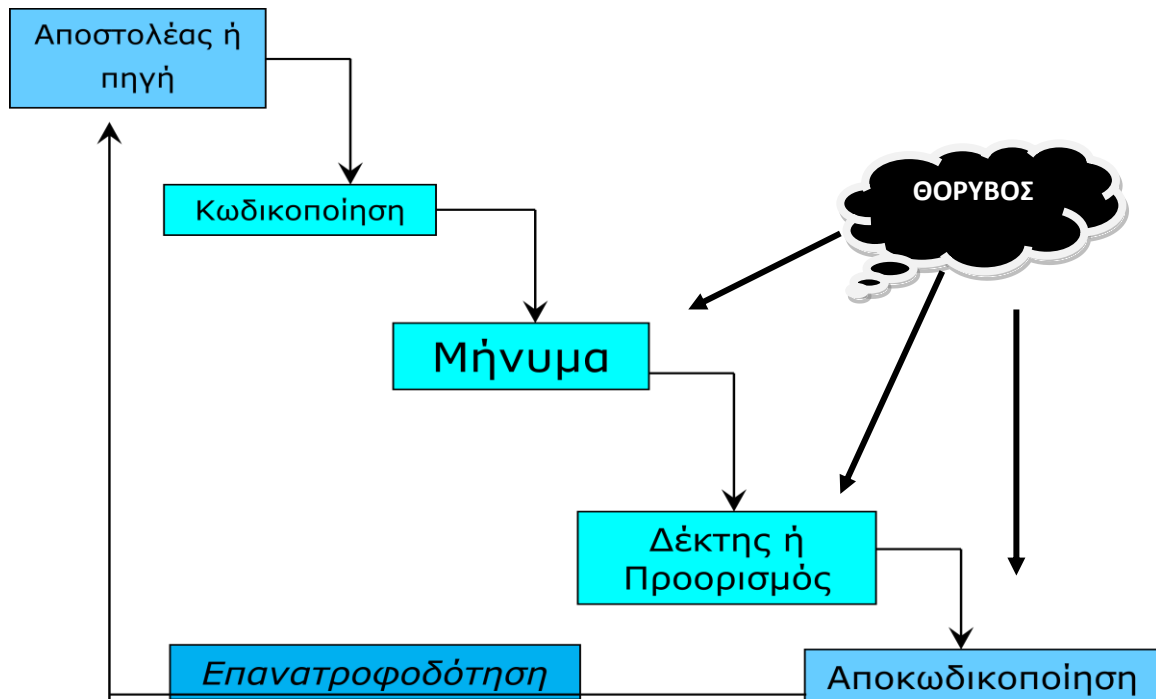 Αποστολέας ή
πηγή
Κωδικοποίηση
ΘΟΡΥΒΟΣ
Μήνυμα
Δέκτης ή
Προορισμός
Επανατροφοδότηση
Αποκωδικοποίηση